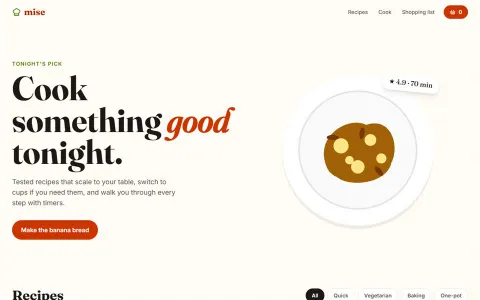 mise
Recipes
Cook
Shopping list
0
TONIGHT'S PICK
Cook
something good
tonight.
Tested recipes that scale to your table, switch to
cups if you need them, and walk you through every
step with timers.
Make the banana bread
★ 4.9 · 70 min
Recipes
All
Quick
Vegetarian
Baking
One-pot